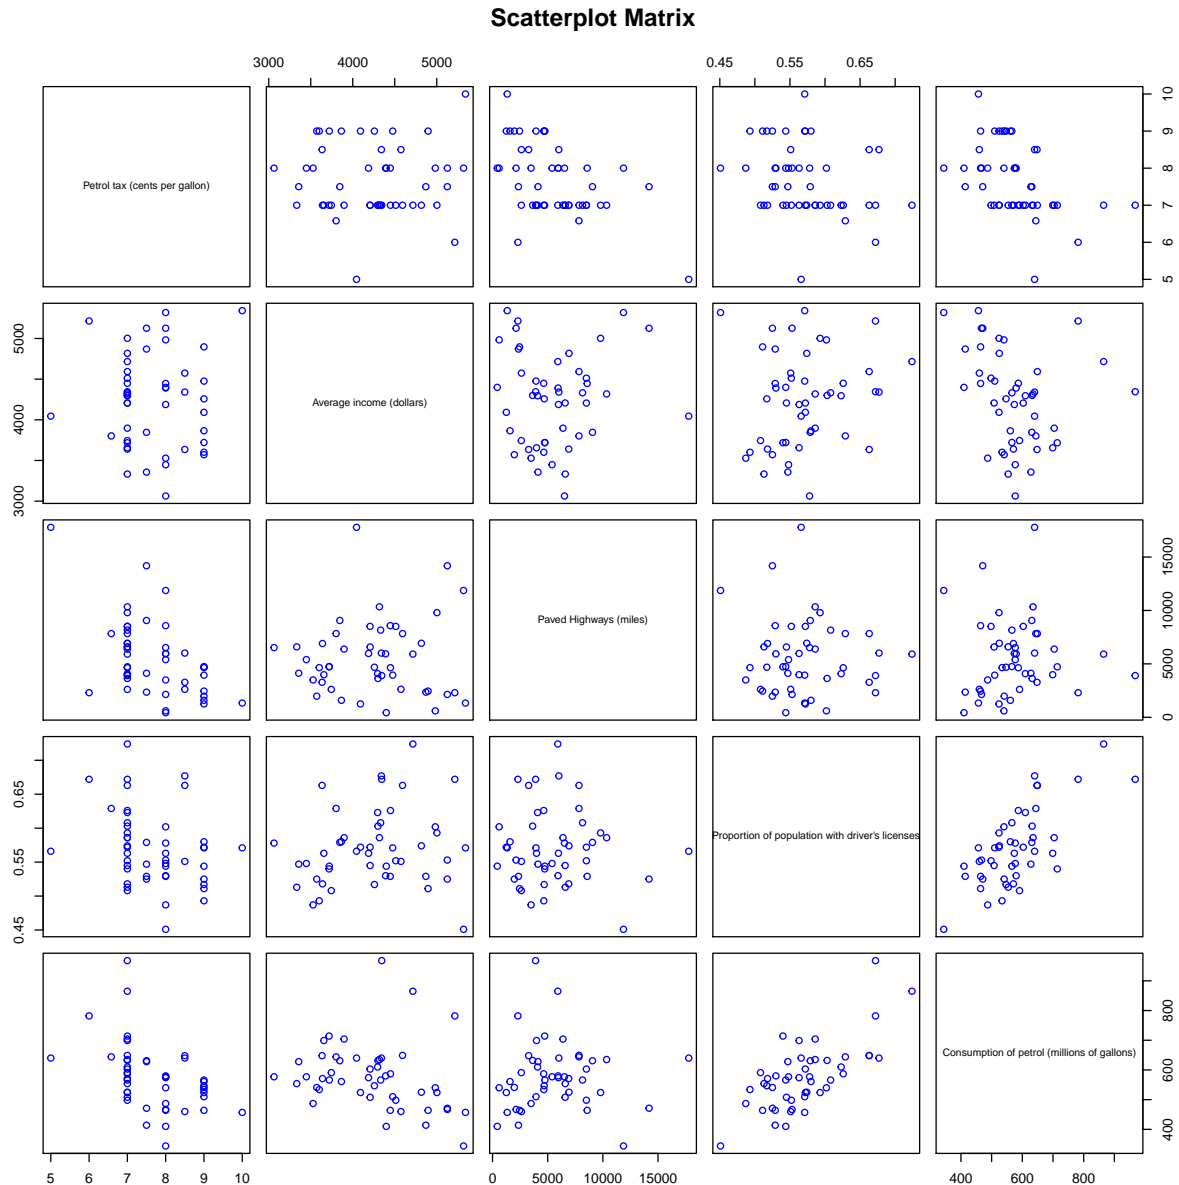 Scatterplot Matrix
3000 4000 5000 0.45 0.55 0.65
Petrol tax (cents per gallon)
5 6 7 8 9 10
3000 4000 5000
Average income (dollars)
Paved Highways (miles)
0 5000 10000 15000
0.45 0.55 0.65
Proportion of population with driver's licenses
Consumption of petrol (millions of gallons)
400 600 800
5 6 7 8 9 10 0 5000 10000 15000 400 600 800